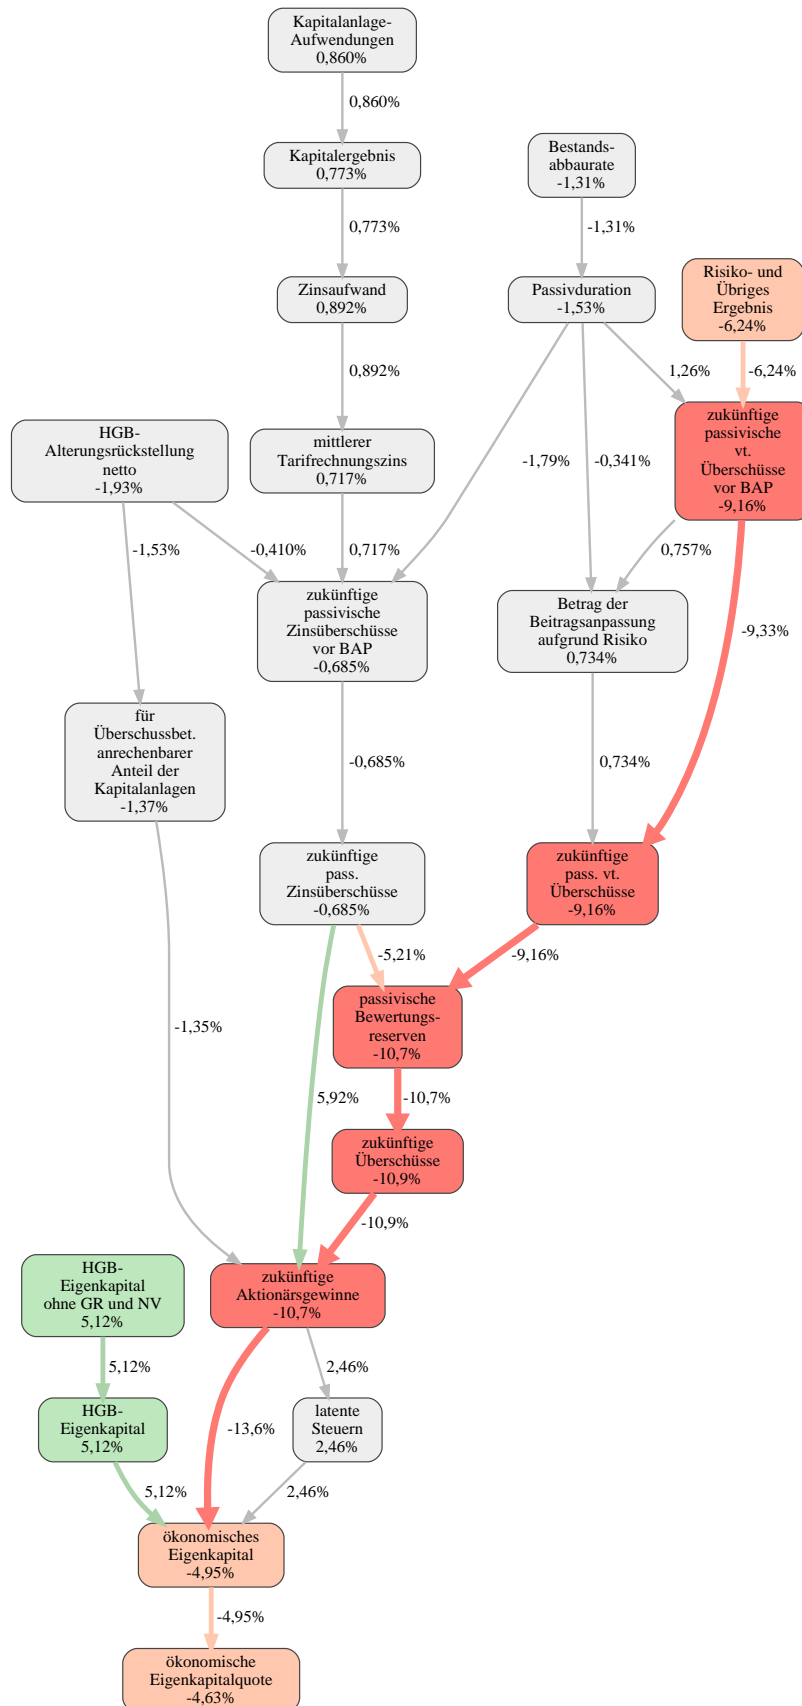 Kapitalanlage-
Aufwendungen
0,860%
0,860%
Kapitalergebnis
0,773%
Bestands-
abbaurate
-1,31%
0,773%
-1,31%
Zinsaufwand
0,892%
Passivduration
-1,53%
Risiko- und
Übriges
Ergebnis
-6,24%
0,892%
1,26%
-6,24%
HGB-
Alterungsrückstellung
netto
-1,93%
mittlerer
Tarifrechnungszins
0,717%
-1,79%
-0,341%
zukünftige
passivische
vt.
Überschüsse
vor BAP
-9,16%
-1,53%
-0,410%
0,717%
0,757%
zukünftige
passivische
Zinsüberschüsse
vor BAP
-0,685%
Betrag der
Beitragsanpassung
aufgrund Risiko
0,734%
-9,33%
für
Überschussbet.
anrechenbarer
Anteil der
Kapitalanlagen
-1,37%
-0,685%
0,734%
zukünftige
pass.
Zinsüberschüsse
-0,685%
zukünftige
pass. vt.
Überschüsse
-9,16%
-5,21%
-9,16%
passivische
Bewertungs-
reserven
-10,7%
-1,35%
5,92%
-10,7%
zukünftige
Überschüsse
-10,9%
-10,9%
HGB-
Eigenkapital
ohne GR und NV
5,12%
zukünftige
Aktionärsgewinne
-10,7%
5,12%
2,46%
HGB-
Eigenkapital
5,12%
-13,6%
latente
Steuern
2,46%
5,12%
2,46%
ökonomisches
Eigenkapital
-4,95%
-4,95%
ökonomische
Eigenkapitalquote
-4,63%